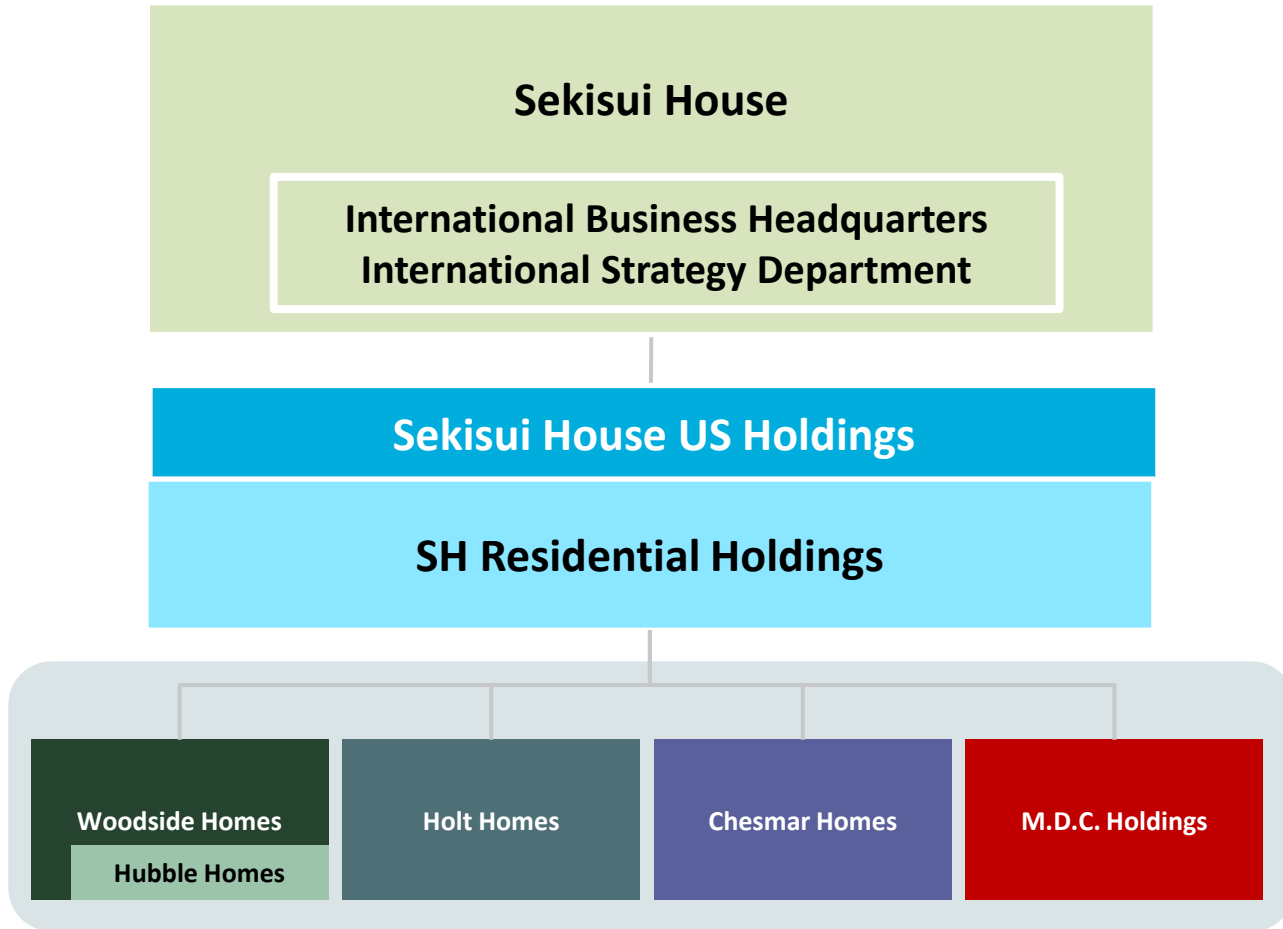 Sekisui House
International Business Headquarters
International Strategy Department
Sekisui House US Holdings
SH Residential Holdings
Woodside Homes
Hubble Homes
Holt Homes
Chesmar Homes
M.D.C. Holdings